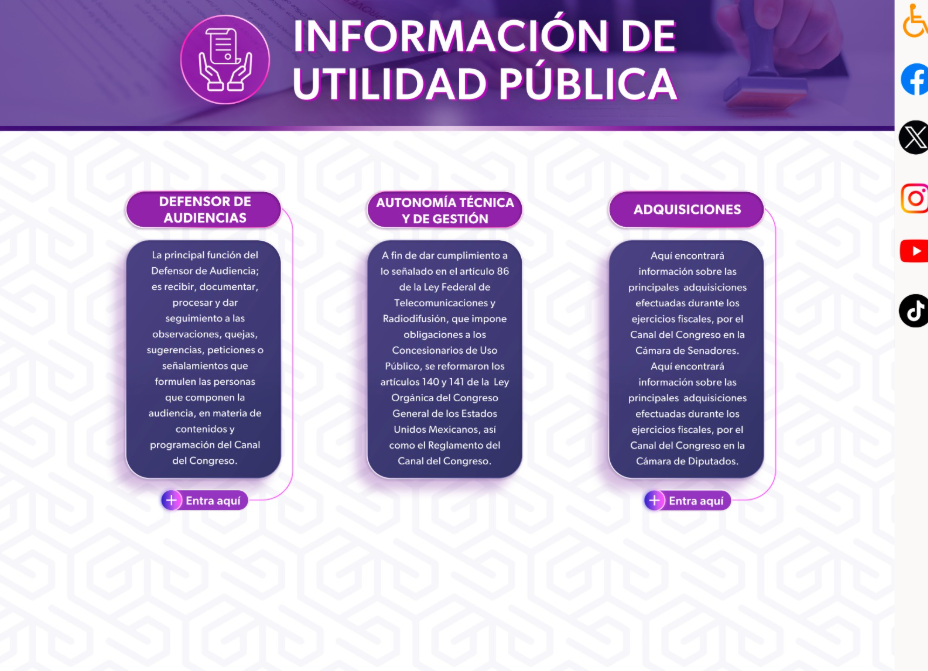 INFORMACIÓN DE
UTILIDAD PÚBLICA
DEFENSOR DE
AUDIENCIAS
La principal función del
Defensor de Audiencia;
es recibir, documentar,
procesar y dar
seguimiento a las
observaciones, quejas,
sugerencias, peticiones o
señalamientos que
formulen las personas
que componen la
audiencia, en materia de
contenidos y
programación del Canal
del Congreso.
+ Entra aquí
AUTONOMÍA TÉCNICA
Y DE GESTIÓN
A fin de dar cumplimiento a
lo señalado en el artículo 86
de la Ley Federal de
Telecomunicaciones y
Radiodifusión, que impone
obligaciones a los
Concesionarios de Uso
Público, se reformaron los
artículos 140 y 141 de la Ley
Orgánica del Congreso
General de los Estados
Unidos Mexicanos, así
como el Reglamento del
Canal del Congreso.
ADQUISICIONES
Aquí encontrará
información sobre las
principales adquisiciones
efectuadas durante los
ejercicios fiscales, por el
Canal del Congreso en la
Cámara de Senadores.
Aquí encontrará
información sobre las
principales adquisiciones
efectuadas durante los
ejercicios fiscales, por el
Canal del Congreso en la
Cámara de Diputados.
+ Entra aquí